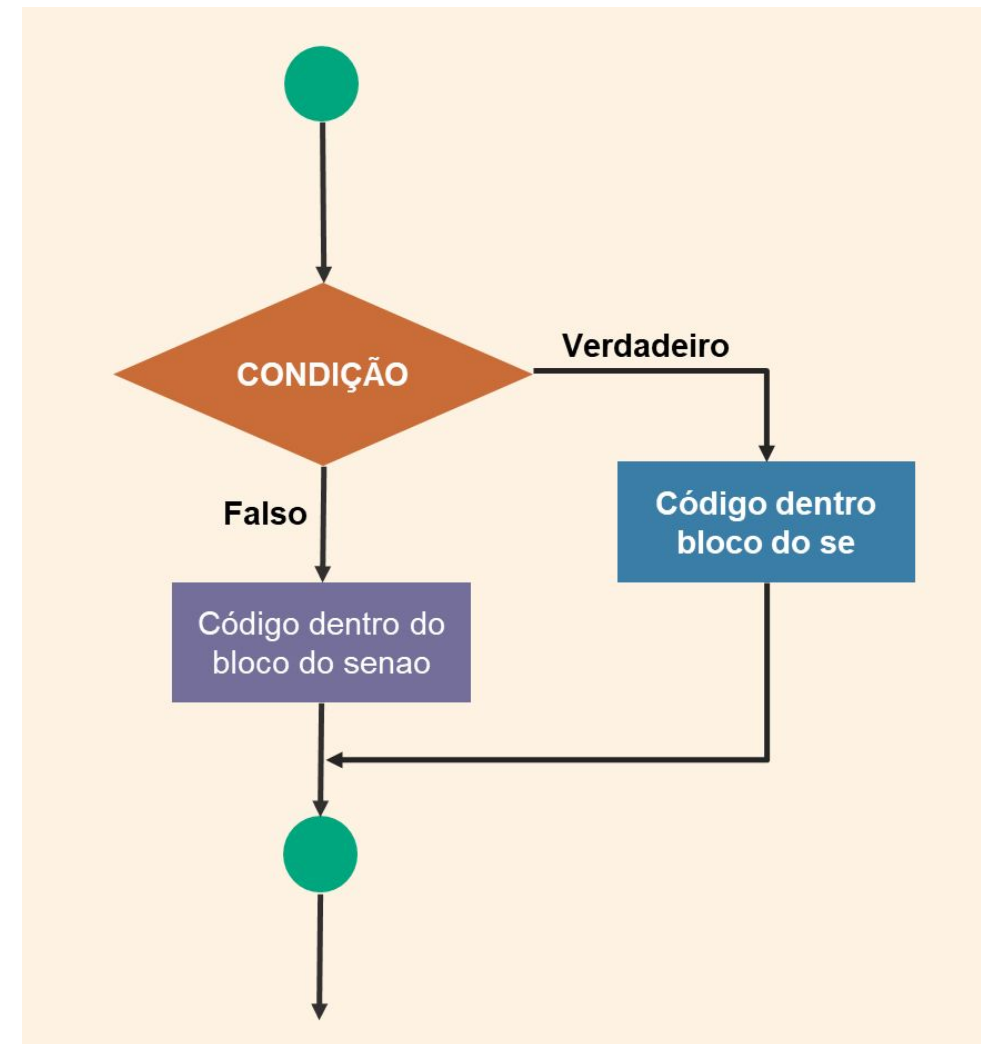 CONDIÇÃO
Verdadeiro
Falso
Código dentro
bloco do se
Código dentro do
bloco do senao